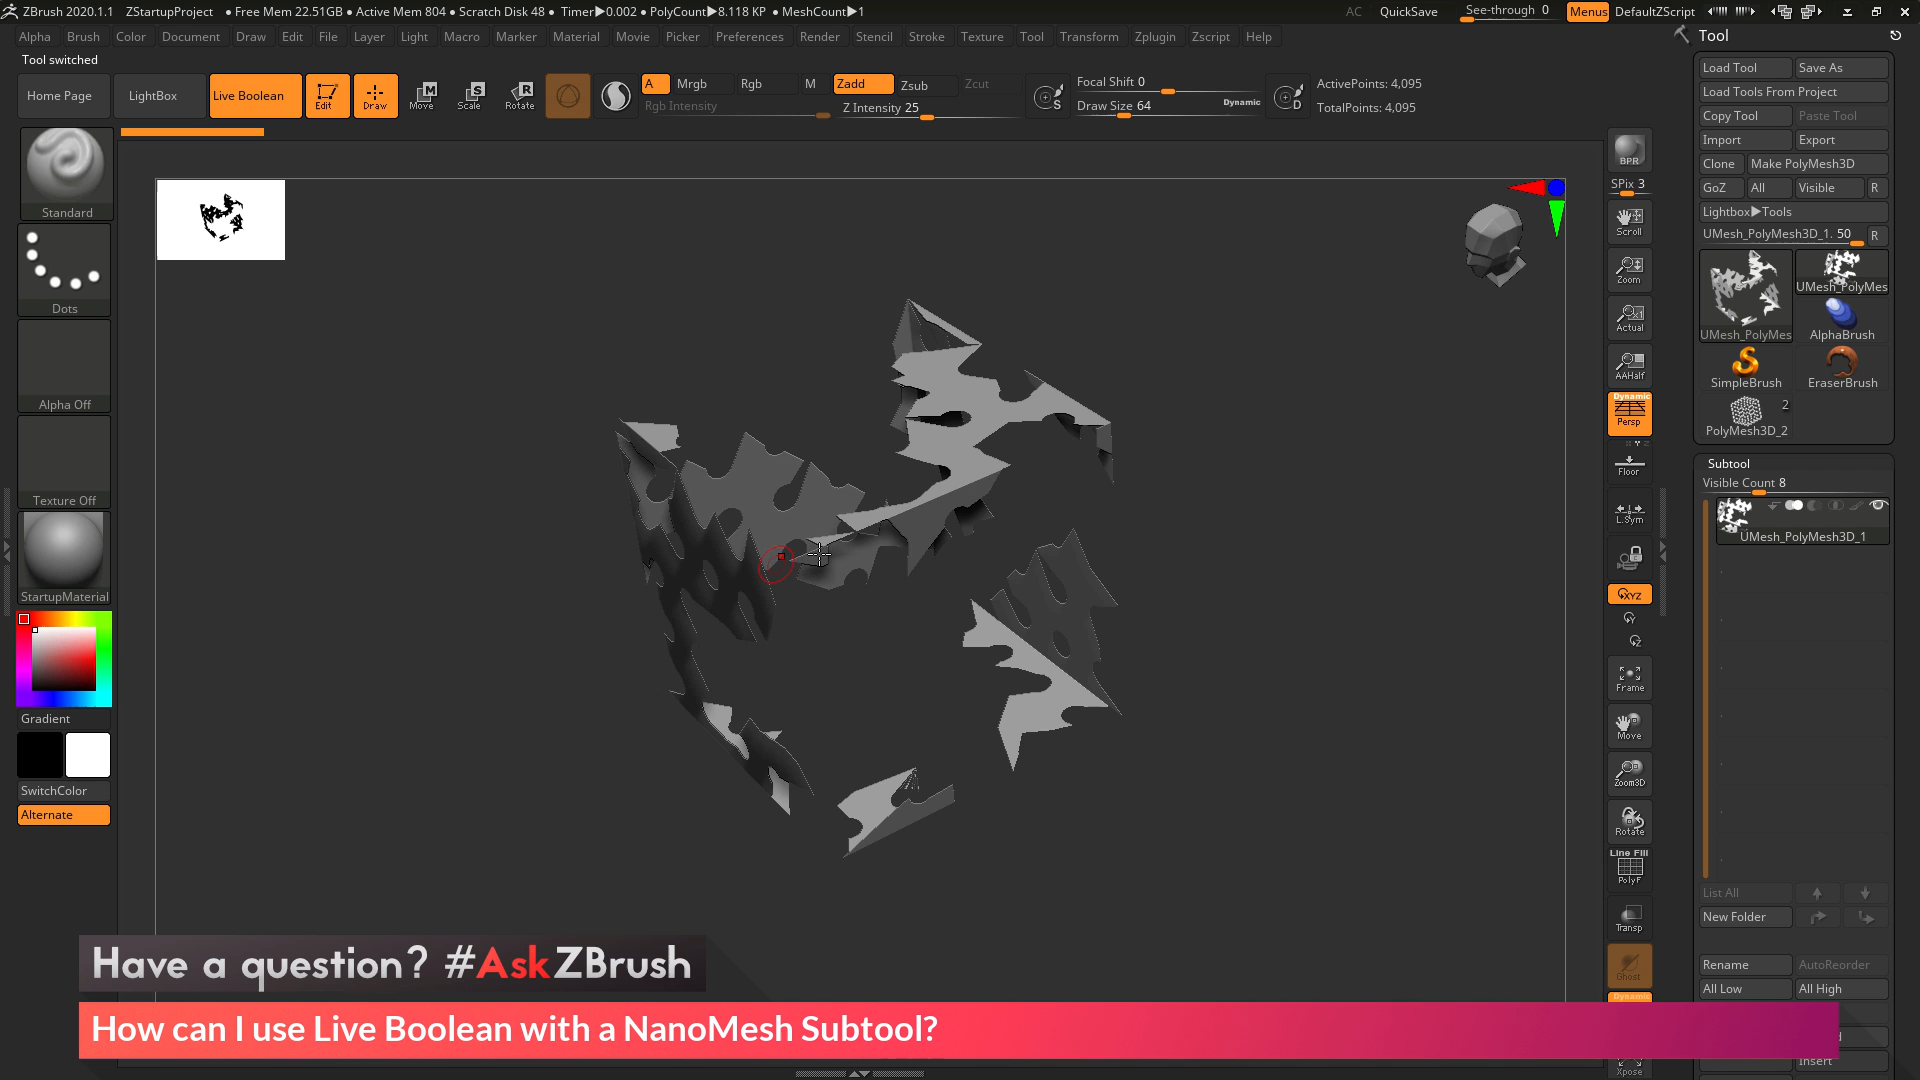 ZBrush 2020.1.1 ZStartupProject ● Free Mem 22.51GB ● Active Mem 804 ● Scratch Disk 48 ● Timer▶0.002 ● PolyCount▶8.118 KP ● MeshCount▶1 AC QuickSave See-through 0 Menus DefaultZScript
Alpha Brush Color Document Draw Edit File Layer Light Macro Marker Material Movie Picker Preferences Render Stencil Stroke Texture Tool Transform Zplugin Zscript Help
Tool
Tool switched
Home Page LightBox Live Boolean Edit Draw Move Scale Rotate
A Mrgb Rgb M Zadd Zsub Zcut
Rgb Intensity Z Intensity 25
S Focal Shift 0
Draw Size 64 Dynamic
D ActivePoints: 4,095
TotalPoints: 4,095
Standard
Dots
Alpha Off
Texture Off
StartupMaterial
Gradient
SwitchColor
Alternate
BPR
SPix 3
Scroll
Zoom
Actual
AAHalf
Dynamic
Persp
Floor
L.Sym
XYZ
Y
Z
Frame
Move
Zoom3D
Rotate
Line Fill
PolyF
Transp
Ghost
Dynamic
Xpose
Load Tool Save As
Load Tools From Project
Copy Tool Paste Tool
Import Export
Clone Make PolyMesh3D
GoZ All Visible R
Lightbox▶Tools
UMesh_PolyMesh3D_1. 50 R
UMesh_PolyMes UMesh_PolyMes
AlphaBrush
SimpleBrush EraserBrush
2
PolyMesh3D_2
Subtool
Visible Count 8
UMesh_PolyMesh3D_1
List All
New Folder
Rename AutoReorder
All Low All High
Insert
Have a question? #AskZBrush
How can I use Live Boolean with a NanoMesh Subtool?